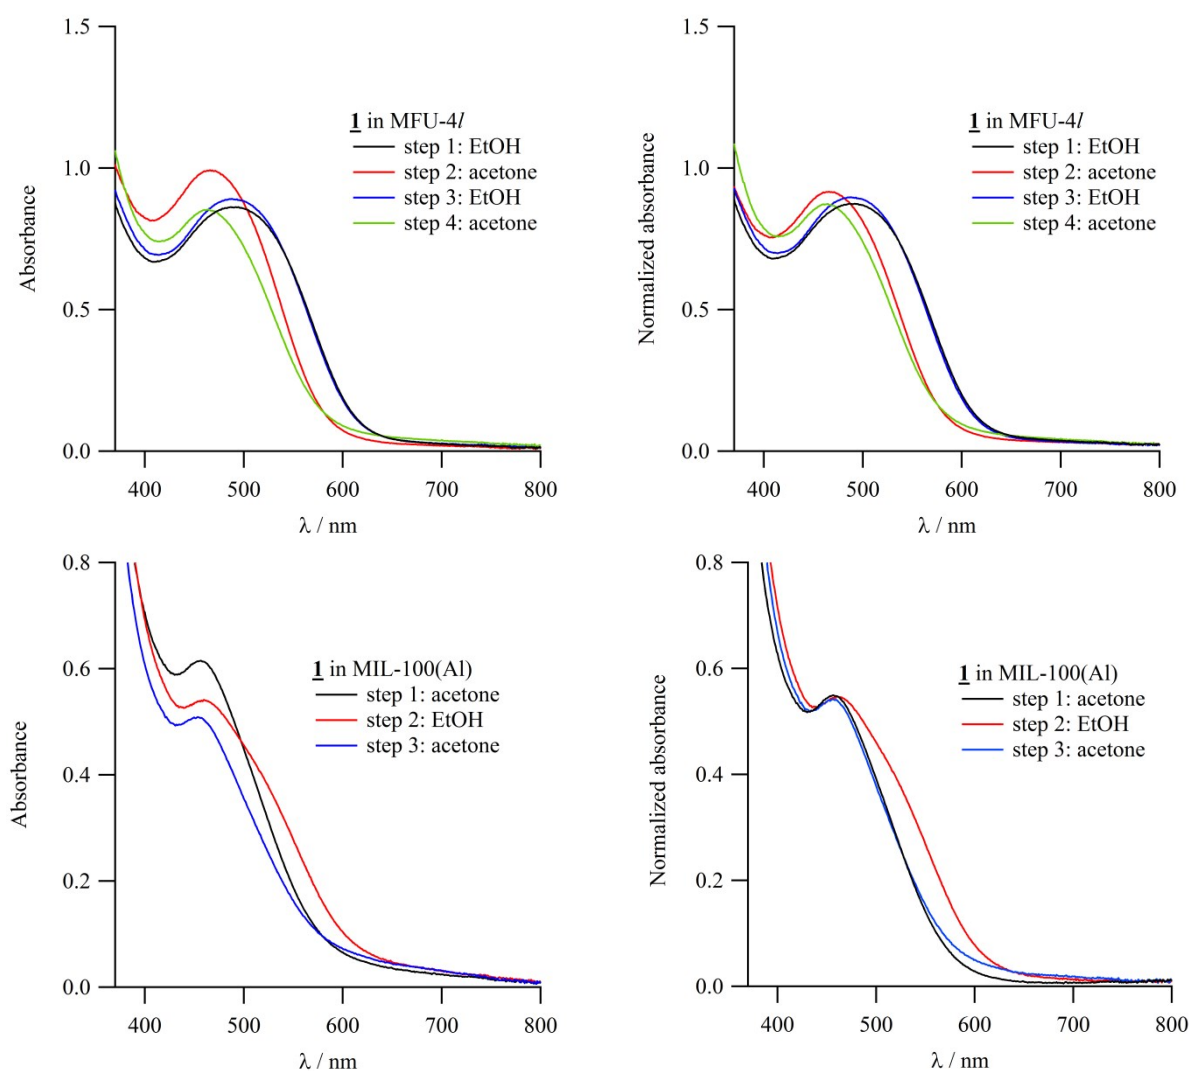 1.5
1.0
0.5
0.0
Absorbance
1 in MFU-4l
step 1: EtOH
step 2: acetone
step 3: EtOH
step 4: acetone
400 500 600 700 800
λ / nm
1.5
1.0
0.5
0.0
Normalized absorbance
1 in MFU-4l
step 1: EtOH
step 2: acetone
step 3: EtOH
step 4: acetone
400 500 600 700 800
λ / nm
0.8
0.6
0.4
0.2
0.0
Absorbance
1 in MIL-100(Al)
step 1: acetone
step 2: EtOH
step 3: acetone
400 500 600 700 800
λ / nm
0.8
0.6
0.4
0.2
0.0
Normalized absorbance
1 in MIL-100(Al)
step 1: acetone
step 2: EtOH
step 3: acetone
400 500 600 700 800
λ / nm